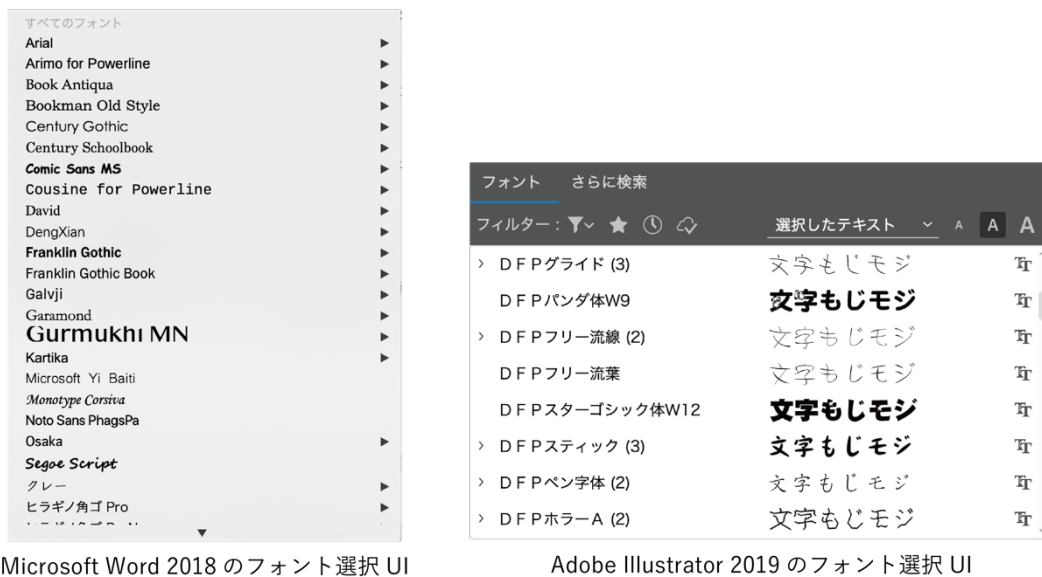 すべてのフォント
Arial
Arimo for Powerline
Book Antiqua
Bookman Old Style
Century Gothic
Century Schoolbook
Comic Sans MS
Cousine for Powerline
David
DengXian
Franklin Gothic
Franklin Gothic Book
Galvji
Garamond
Gurmukhi MN
Kartika
Microsoft Yi Baiti
Monotype Corsiva
Noto Sans PhagsPa
Osaka
Segoe Script
クレー
ヒラギノ角ゴ Pro
Microsoft Word 2018 のフォント選択 UI
フォント さらに検索
フィルター : 選択したテキスト A A A
ＤＦＰグライド (3) 文字もじモジ
ＤＦＰパンダ体W9 文字もじモジ
ＤＦＰフリー流線 (2) 文字もじモジ
ＤＦＰフリー流葉 文字もじモジ
ＤＦＰスターゴシック体W12 文字もじモジ
ＤＦＰスティック (3) 文字もじモジ
ＤＦＰペン字体 (2) 文字もじモジ
ＤＦＰホラーA (2) 文字もじモジ
Adobe Illustrator 2019 のフォント選択 UI